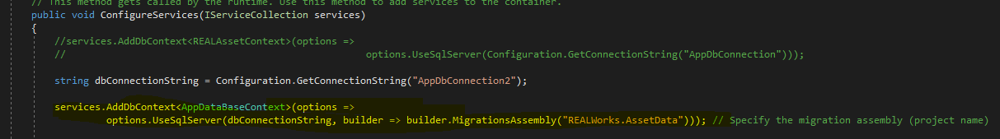 // This method gets called by the runtime. Use this method to add services to the container.
public void ConfigureServices(IServiceCollection services)
{
//services.AddDbContext<REALAssetContext>(options =>
// options.UseSqlServer(Configuration.GetConnectionString("AppDbConnection")));
string dbConnectionString = Configuration.GetConnectionString("AppDbConnection2");
services.AddDbContext<AppDataBaseContext>(options =>
options.UseSqlServer(dbConnectionString, builder => builder.MigrationsAssembly("REALWorks.AssetData"))); // Specify the migration assembly (project name)